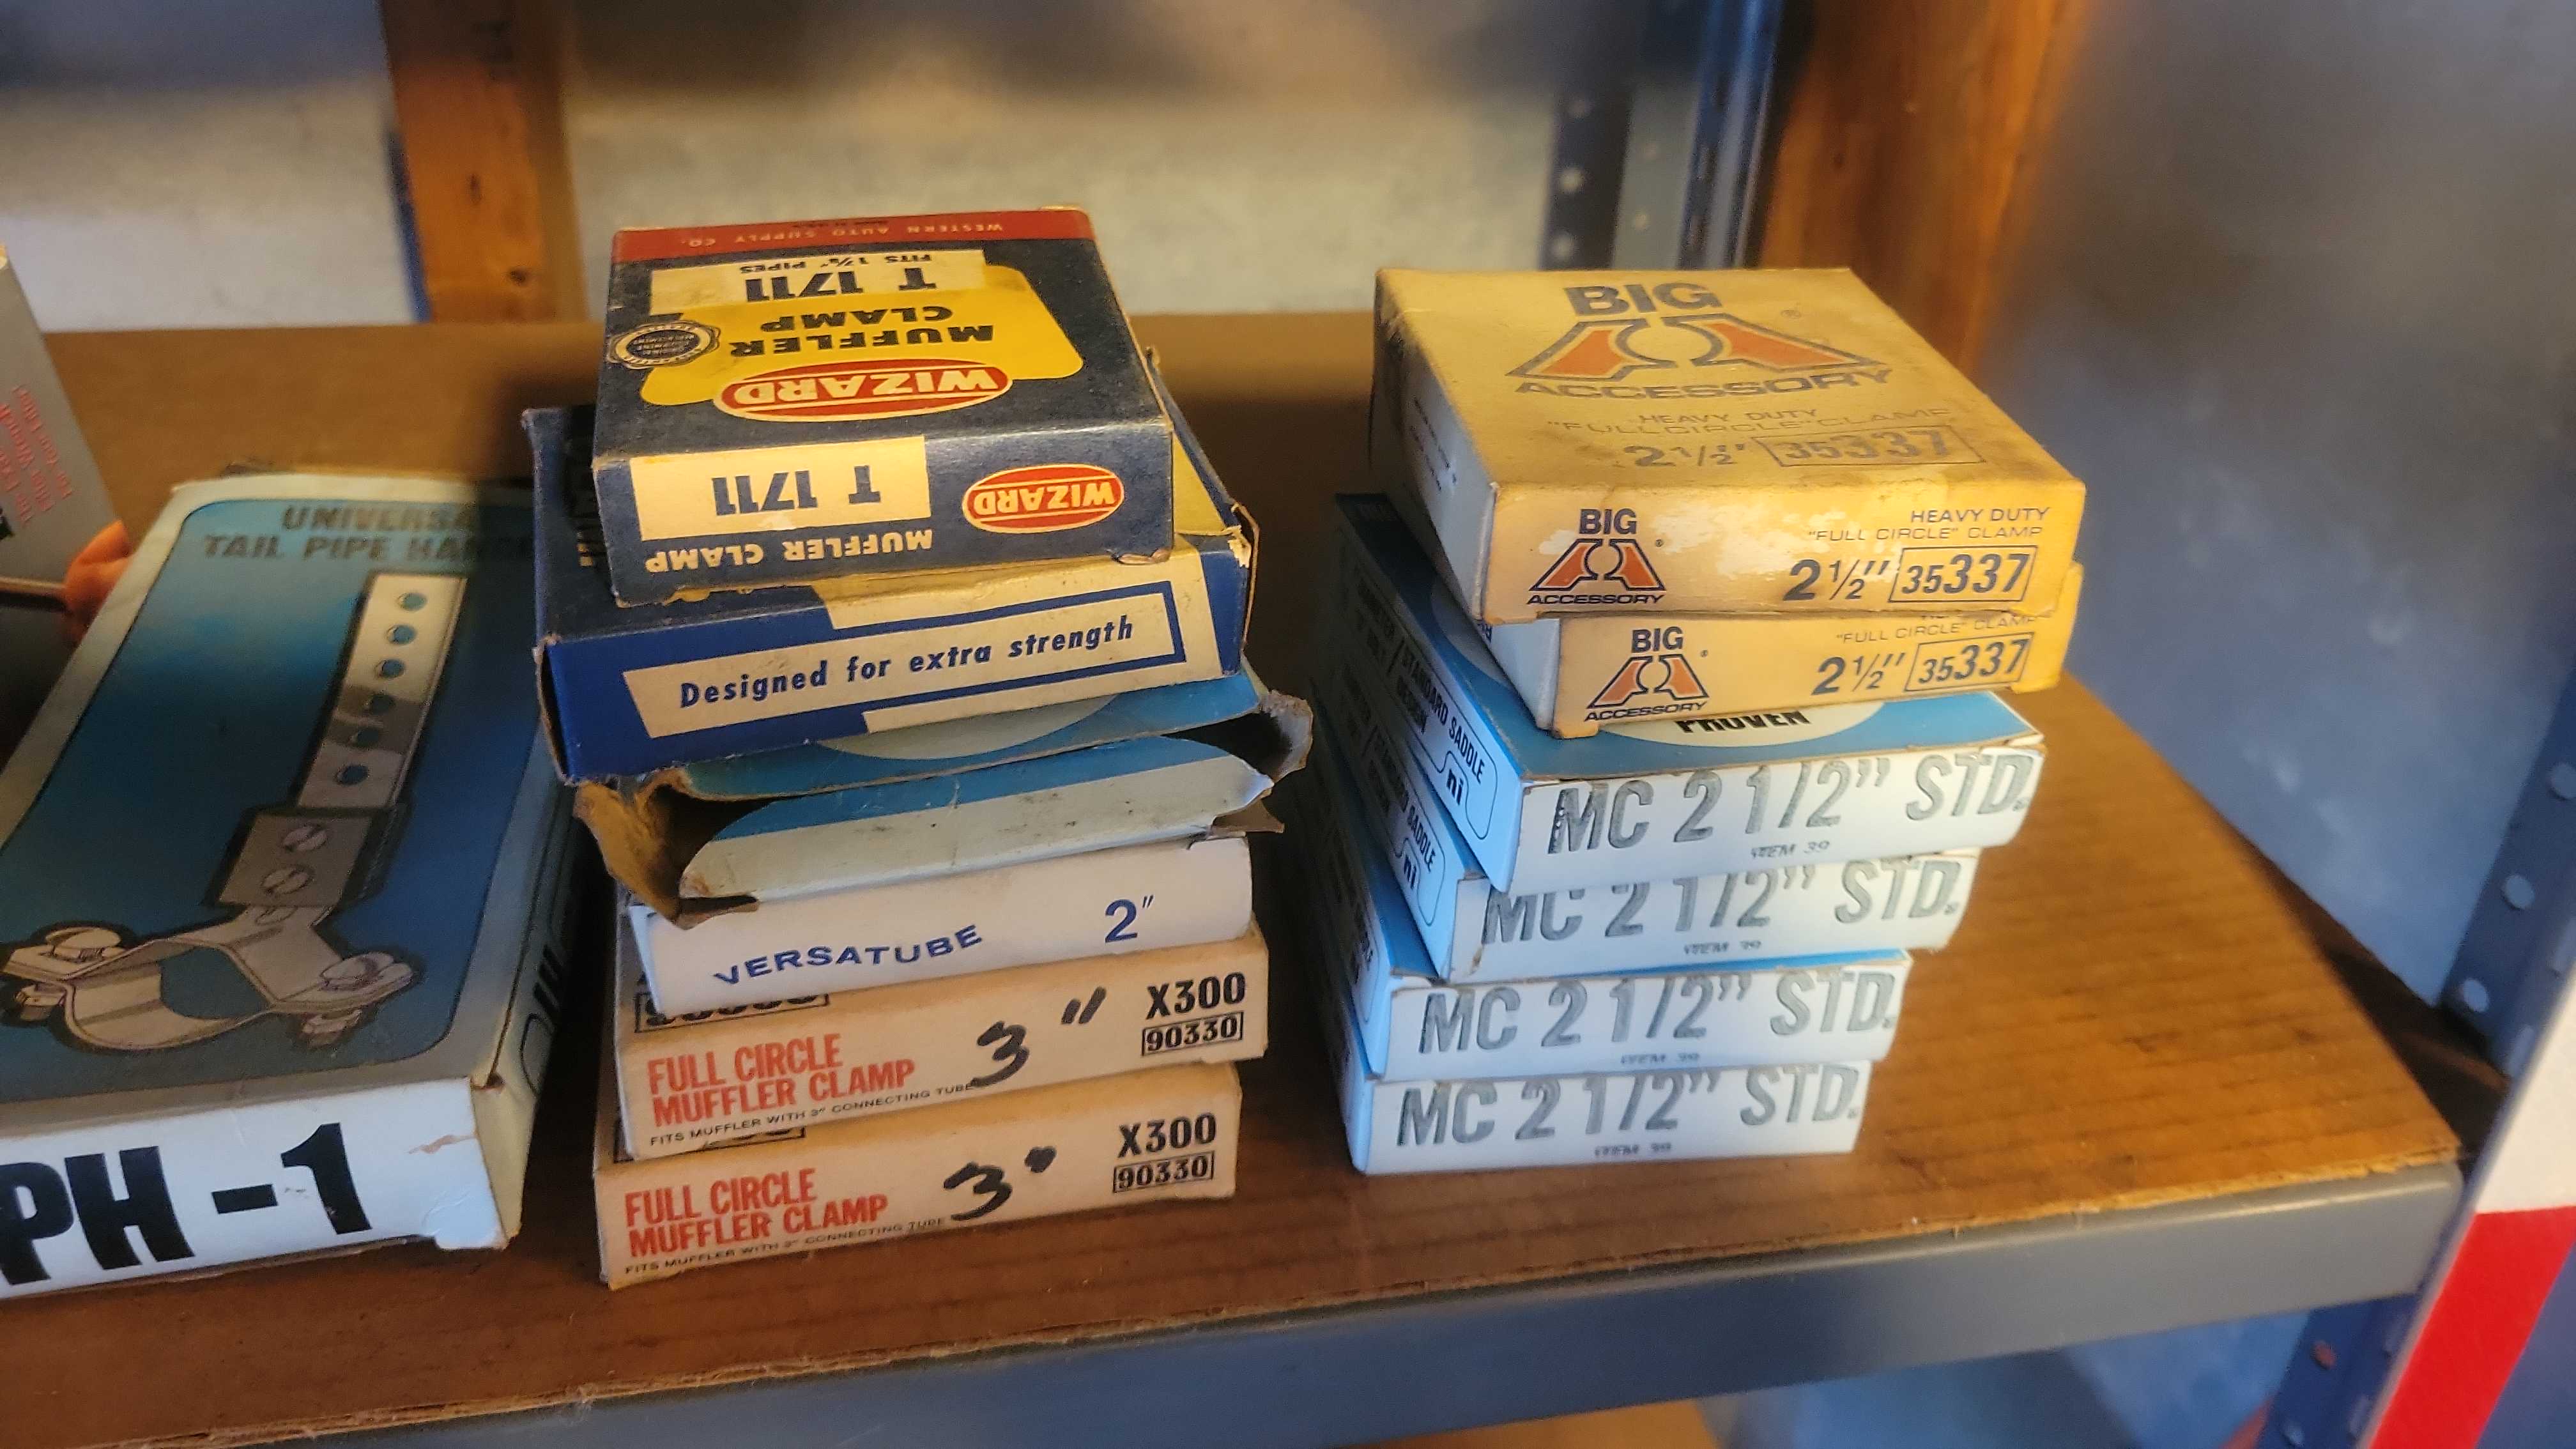 UNIVERSA
TAIL PIPE HA
PH-1
WESTERN AUTO SUPPLY CO.
FITS 1⅞" PIPES
T 1711
MUFFLER
CLAMP
WIZARD
T 1711
WIZARD
MUFFLER CLAMP
Designed for extra strength
VERSATUBE 2"
X300
90330
FULL CIRCLE
MUFFLER CLAMP
3"
FITS MUFFLER WITH 3" CONNECTING TUBE
X300
90330
FULL CIRCLE
MUFFLER CLAMP
3"
FITS MUFFLER WITH 3" CONNECTING TUBE
BIG
A
ACCESSORY
HEAVY DUTY
"FULL CIRCLE" CLAMP
2½" 35337
BIG
A
ACCESSORY
HEAVY DUTY
"FULL CIRCLE" CLAMP
2½" 35337
BIG
A
ACCESSORY
"FULL CIRCLE" CLAMP
2½" 35337
PROVEN
STANDARD SADDLE
ni
MC 2 1/2" STD.
ITEM 39
SADDLE
ni
MC 2 1/2" STD.
ITEM 39
MC 2 1/2" STD.
ITEM 39
MC 2 1/2" STD.
ITEM 39